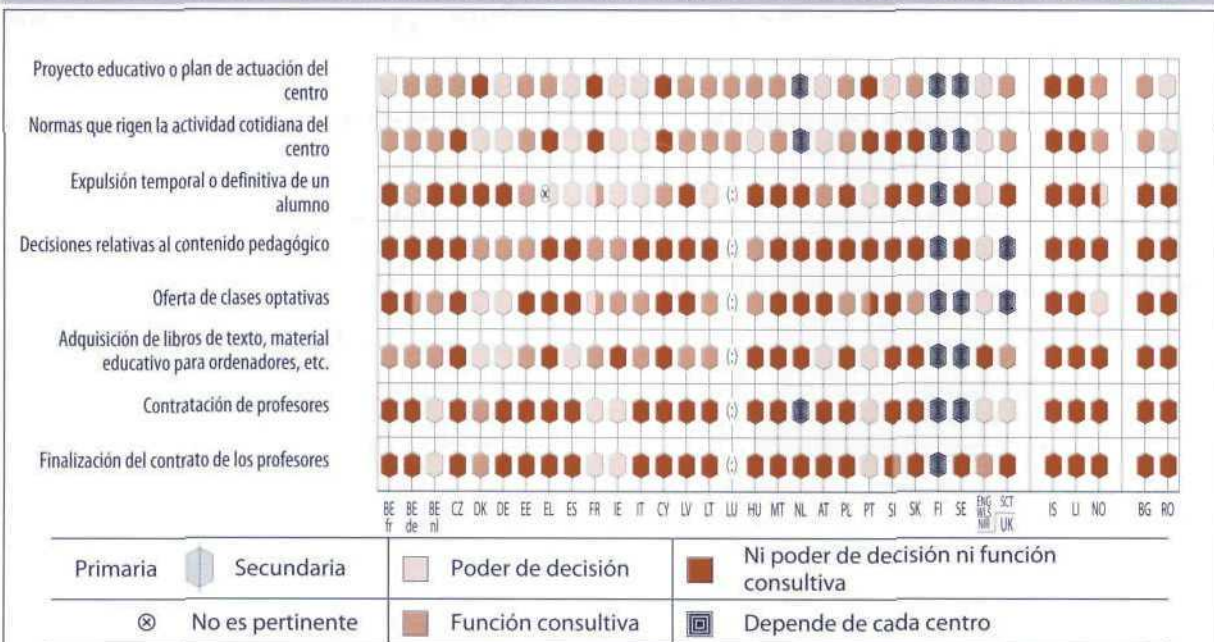 Proyecto educativo o plan de actuación del
centro
Normas que rigen la actividad cotidiana del
centro
Expulsión temporal o definitiva de un
alumno
Decisiones relativas al contenido pedagógico
Oferta de clases optativas
Adquisición de libros de texto, material
educativo para ordenadores, etc.
Contratación de profesores
Finalización del contrato de los profesores
(:)
(:)
(:)
(:)
(:)
(:)
BE fr BE de BE nl CZ DK DE EE EL ES FR IE IT CY LV LT LU HU MT NL AT PL PT SI SK FI SE ENG WLS NIR SCT UK IS LI NO BG RO
Primaria Secundaria Poder de decisión Ni poder de decisión ni función
consultiva
No es pertinente Función consultiva Depende de cada centro